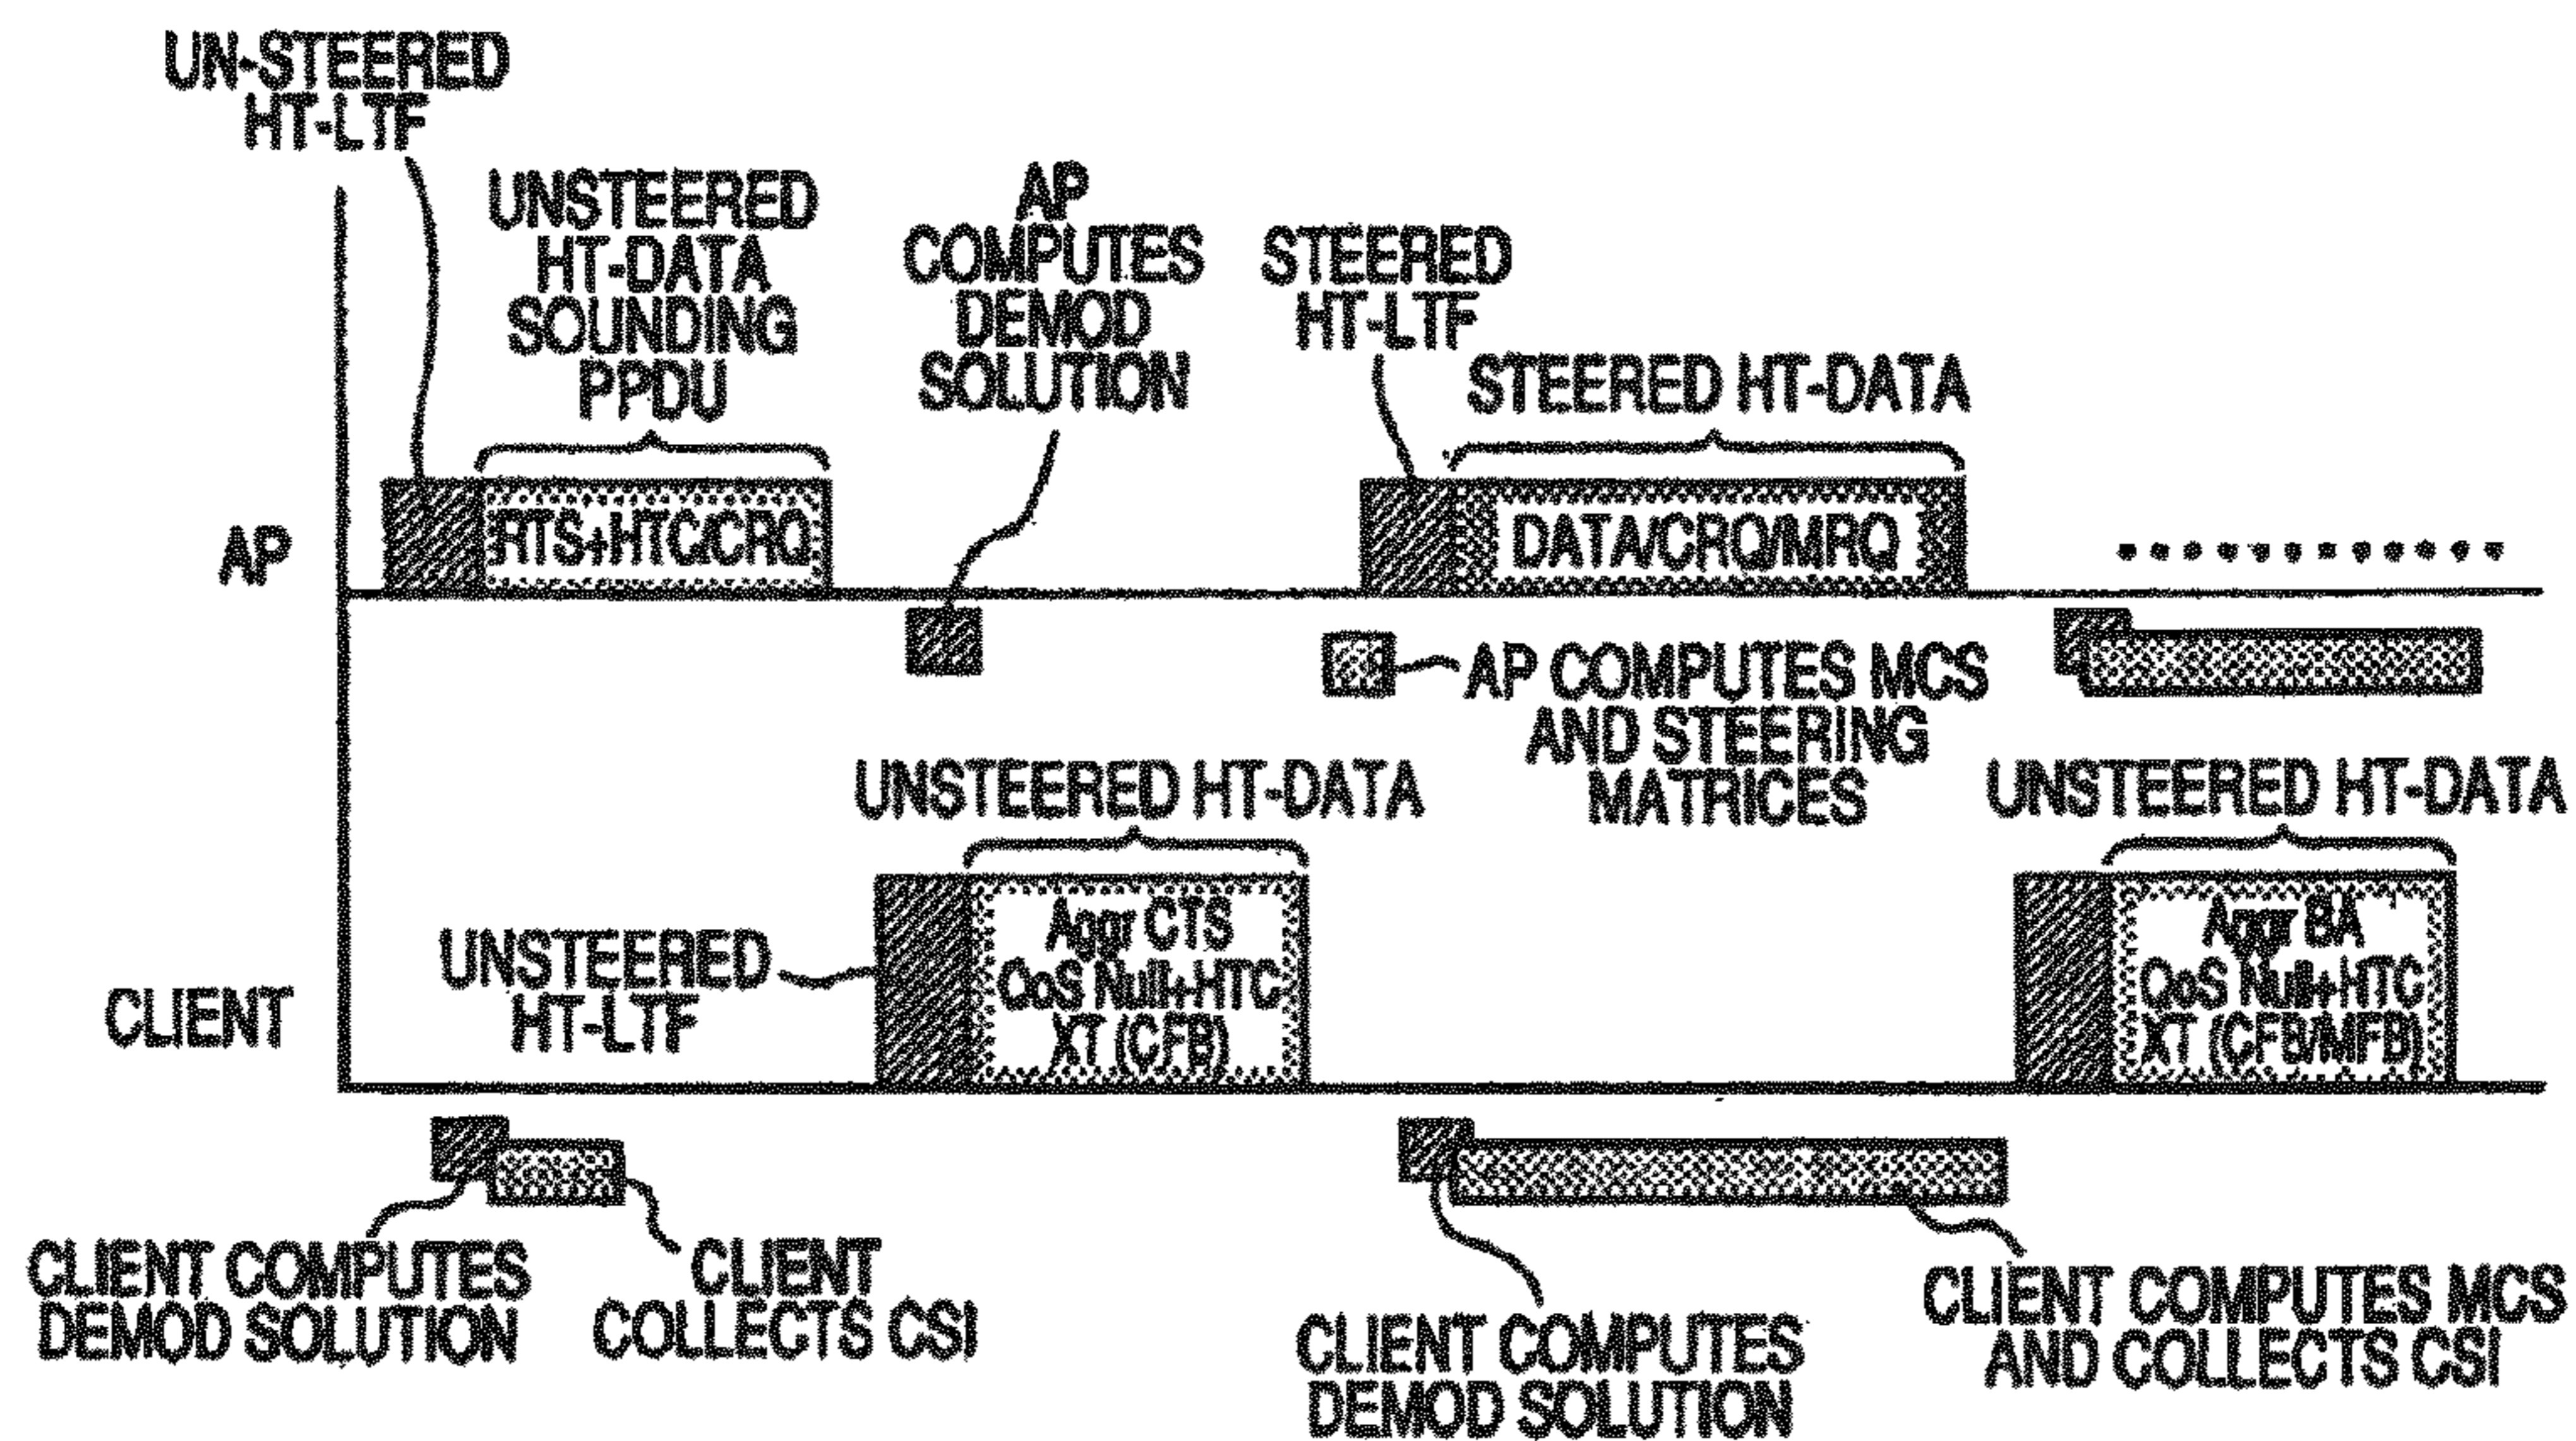 UN-STEERED
HT-LTF
UNSTEERED
HT-DATA
SOUNDING
PPDU
AP
COMPUTES
DEMOD
SOLUTION
STEERED
HT-LTF
STEERED HT-DATA
AP
RTS+HTC/CRQ
DATA/CRQ/MRQ
AP COMPUTES MCS
AND STEERING
MATRICES
UNSTEERED HT-DATA
UNSTEERED HT-DATA
CLIENT
UNSTEERED
HT-LTF
Aggr CTS
QoS Null+HTC
XT (CFB)
Aggr BA
QoS Null+HTC
XT (CFB/MFB)
CLIENT COMPUTES
DEMOD SOLUTION
CLIENT
COLLECTS CSI
CLIENT COMPUTES
DEMOD SOLUTION
CLIENT COMPUTES MCS
AND COLLECTS CSI